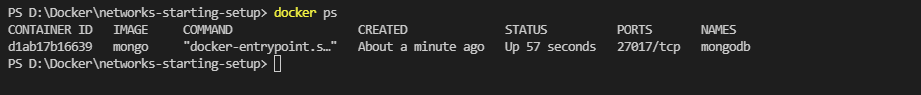 PS D:\Docker\networks-starting-setup> docker ps
CONTAINER ID   IMAGE   COMMAND   CREATED   STATUS   PORTS   NAMES
d1ab17b16639   mongo   "docker-entrypoint.s…"   About a minute ago   Up 57 seconds   27017/tcp   mongodb
PS D:\Docker\networks-starting-setup>